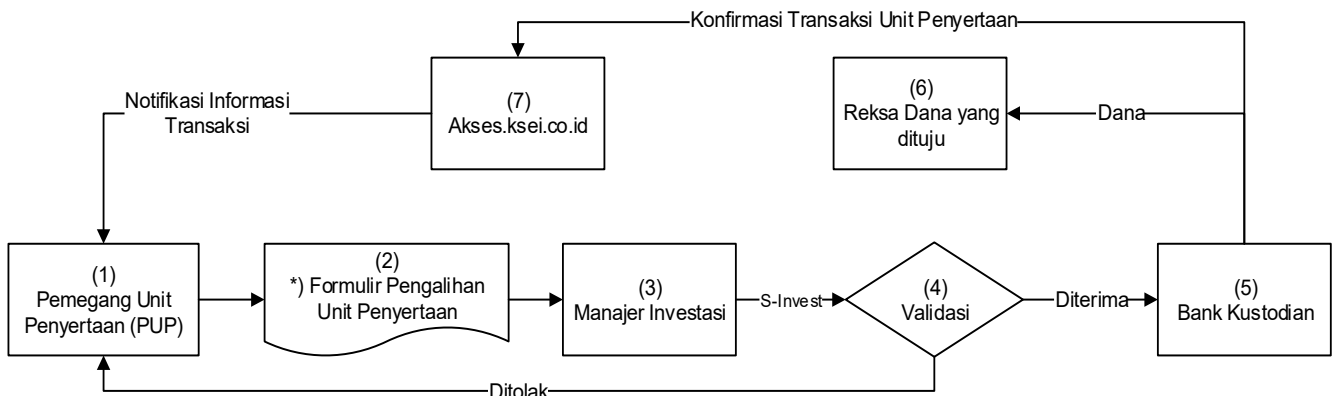 Konfirmasi Transaksi Unit Penyertaan
Notifikasi Informasi
Transaksi
(7)
Akses.ksei.co.id
(6)
Reksa Dana yang
dituju
Dana
(1)
Pemegang Unit
Penyertaan (PUP)
(2)
*) Formulir Pengalihan
Unit Penyertaan
(3)
Manajer Investasi
S-Invest
(4)
Validasi
Diterima
(5)
Bank Kustodian
Ditolak